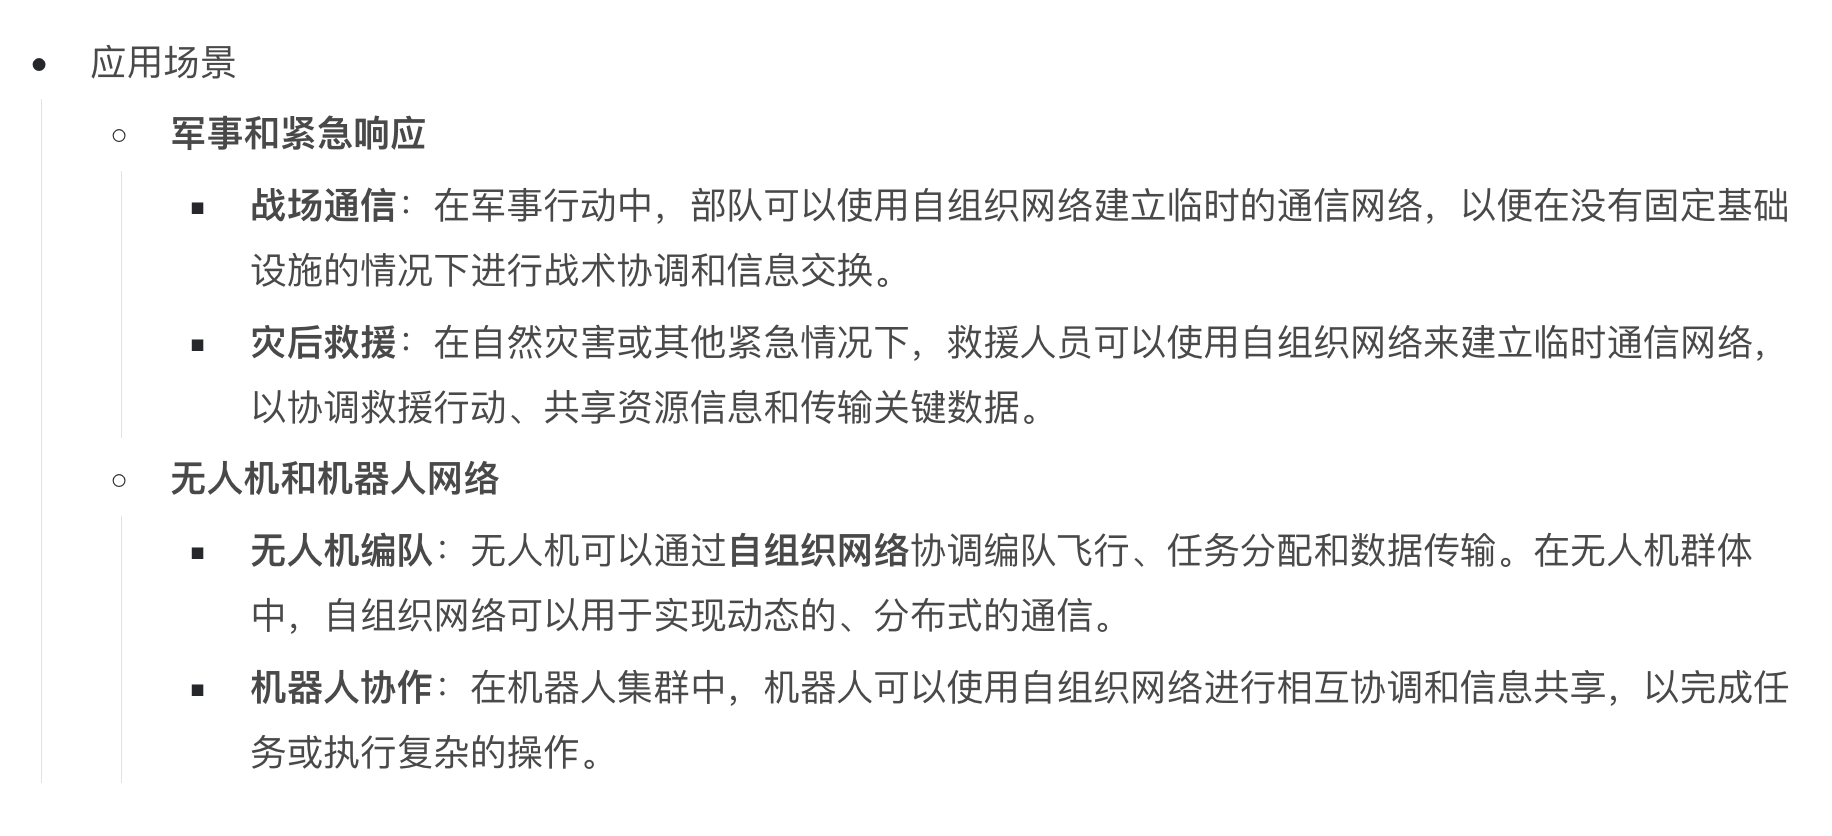 应用场景
军事和紧急响应
战场通信：在军事行动中，部队可以使用自组织网络建立临时的通信网络，以便在没有固定基础
设施的情况下进行战术协调和信息交换。
灾后救援：在自然灾害或其他紧急情况下，救援人员可以使用自组织网络来建立临时通信网络，
以协调救援行动、共享资源信息和传输关键数据。
无人机和机器人网络
无人机编队：无人机可以通过自组织网络协调编队飞行、任务分配和数据传输。在无人机群体
中，自组织网络可以用于实现动态的、分布式的通信。
机器人协作：在机器人集群中，机器人可以使用自组织网络进行相互协调和信息共享，以完成任
务或执行复杂的操作。